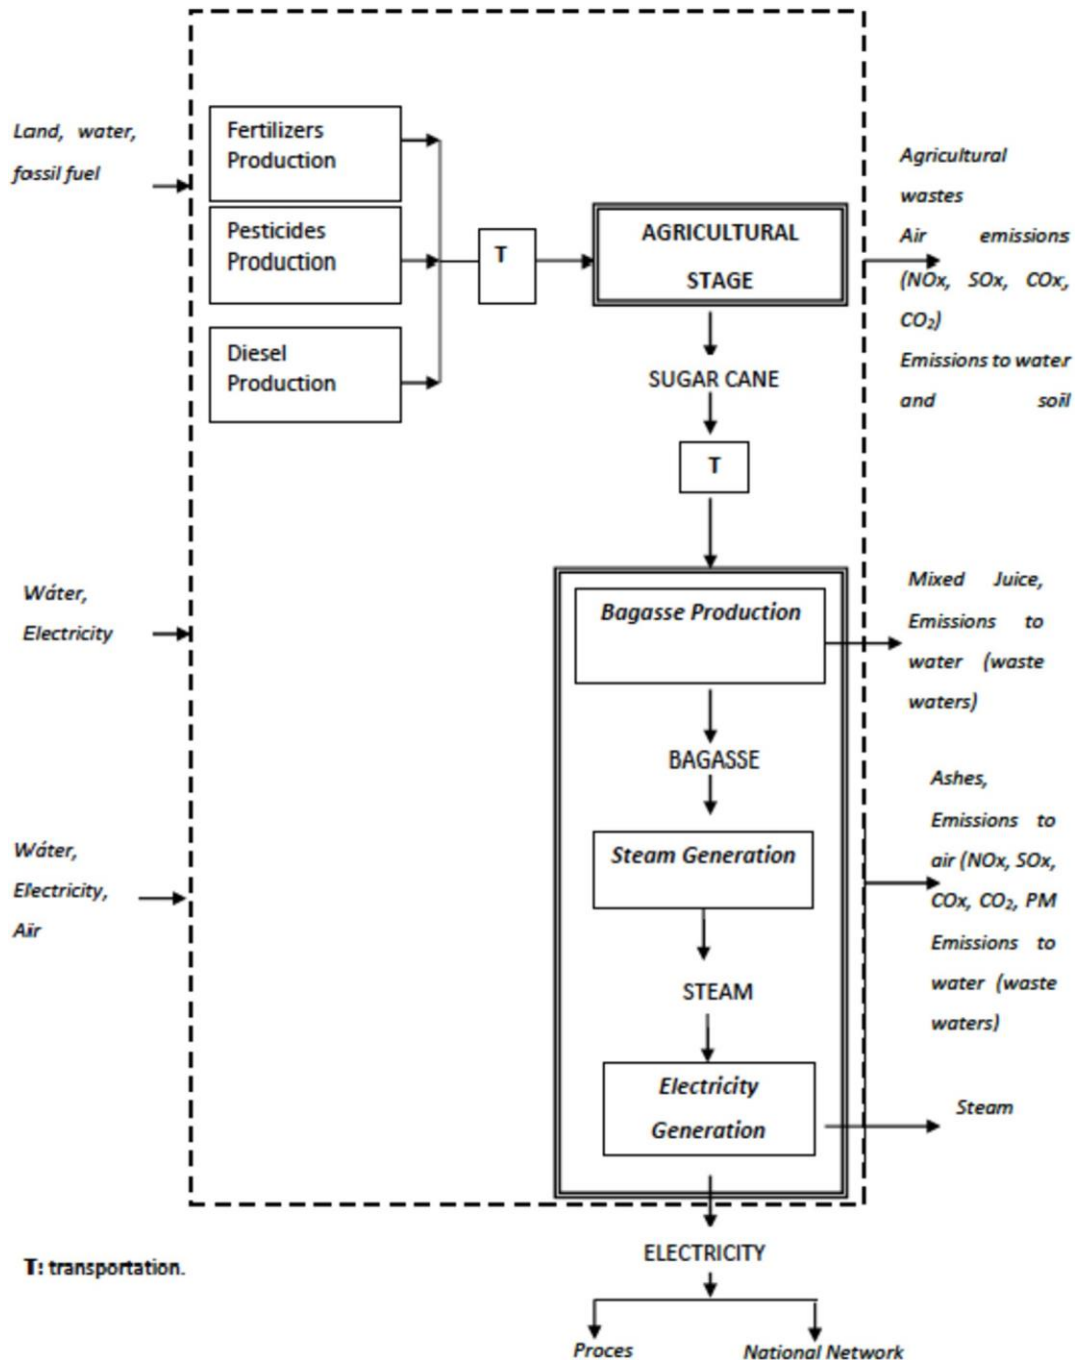 Land, water,
fossil fuel
Fertilizers
Production
Pesticides
Production
Diesel
Production
T
AGRICULTURAL
STAGE
Agricultural
wastes
Air emissions
(NOx, SOx, COx,
CO₂)
Emissions to water
and soil
SUGAR CANE
T
Wáter,
Electricity
Bagasse Production
Mixed Juice,
Emissions to
water (waste
waters)
BAGASSE
Wáter,
Electricity,
Air
Steam Generation
Ashes,
Emissions to
air (NOx, SOx,
COx, CO₂, PM
Emissions to
water (waste
waters)
STEAM
Electricity
Generation
Steam
ELECTRICITY
T: transportation.
Proces
National Network